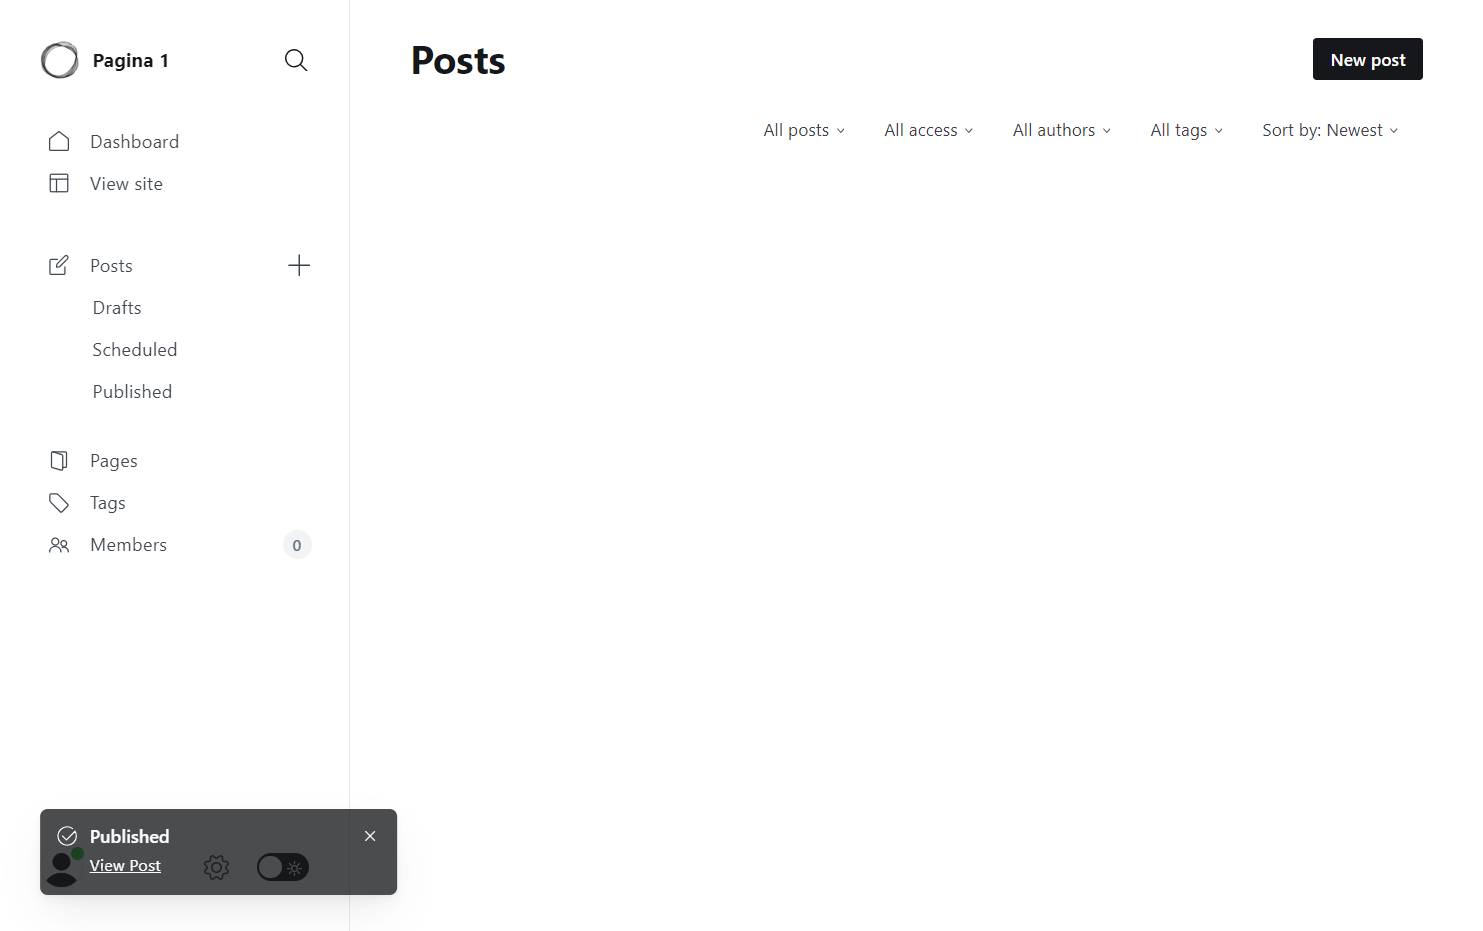 Pagina 1
Dashboard
View site
Posts
Drafts
Scheduled
Published
Pages
Tags
Members 0
Posts
New post
All posts All access All authors All tags Sort by: Newest
Published
View Post